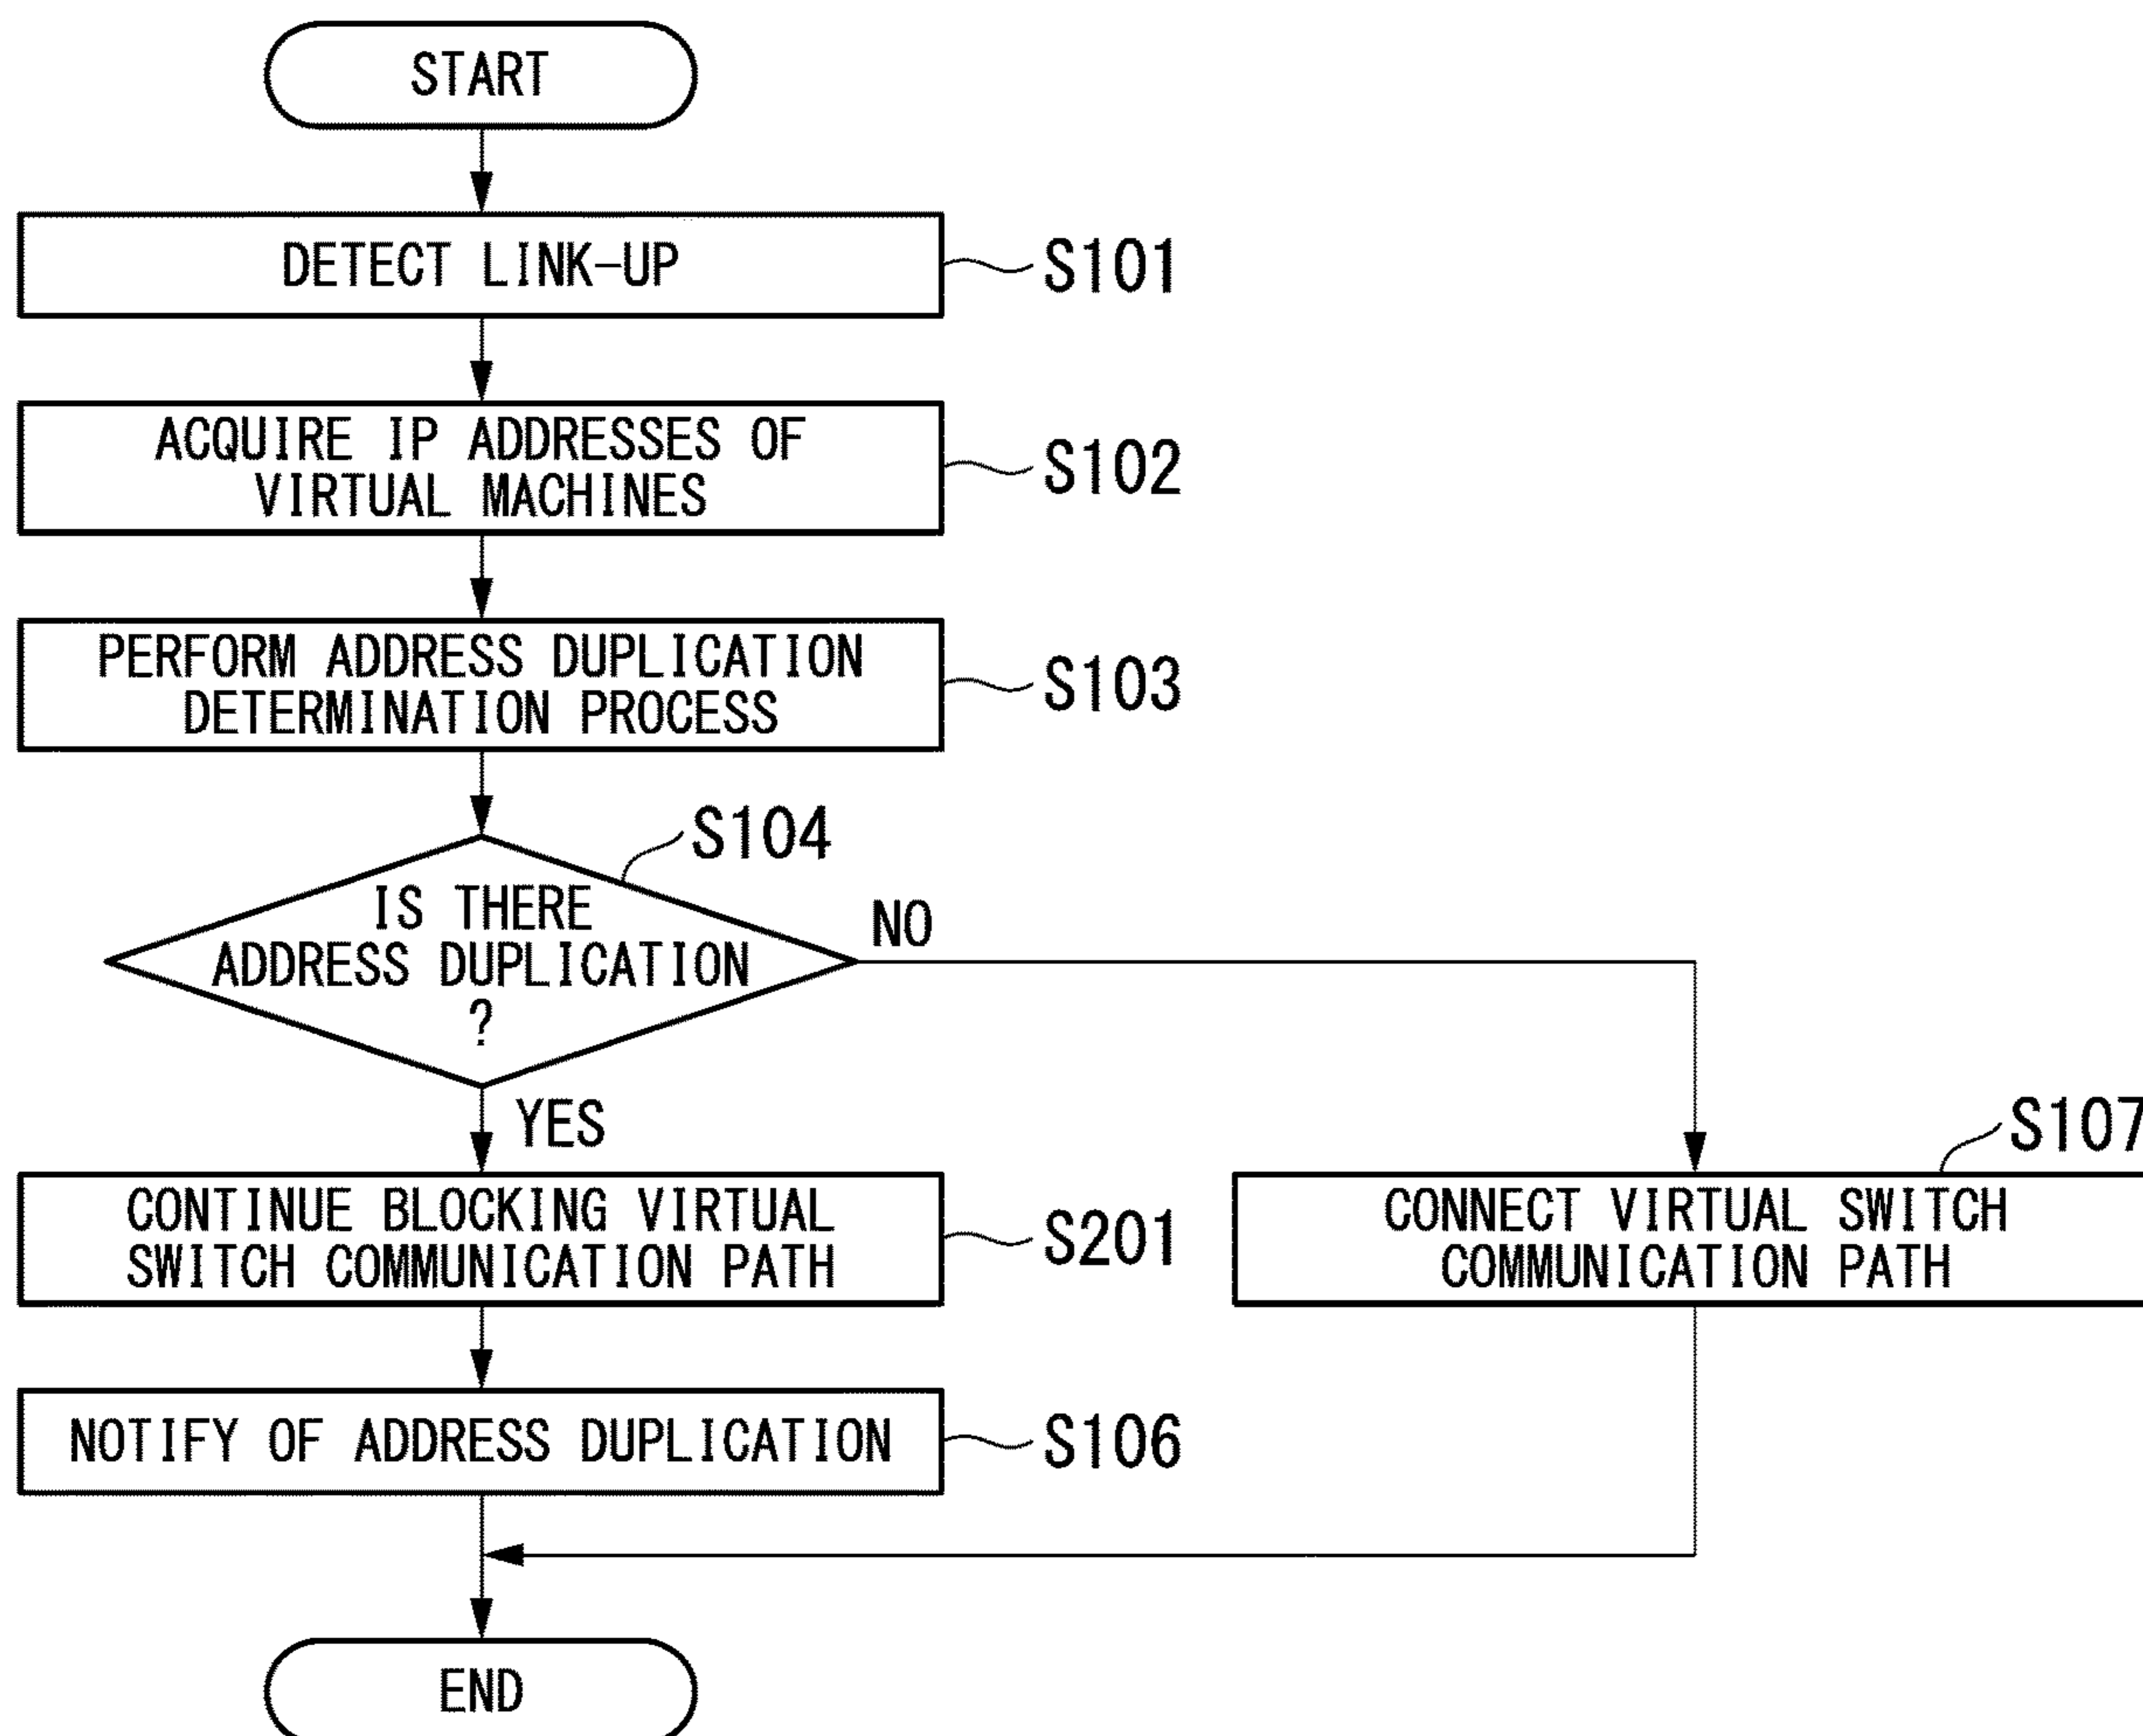 START
DETECT LINK-UP
S101
ACQUIRE IP ADDRESSES OF
VIRTUAL MACHINES
S102
PERFORM ADDRESS DUPLICATION
DETERMINATION PROCESS
S103
S104
IS THERE
ADDRESS DUPLICATION
?
NO
YES
CONTINUE BLOCKING VIRTUAL
SWITCH COMMUNICATION PATH
S201
S107
CONNECT VIRTUAL SWITCH
COMMUNICATION PATH
NOTIFY OF ADDRESS DUPLICATION
S106
END